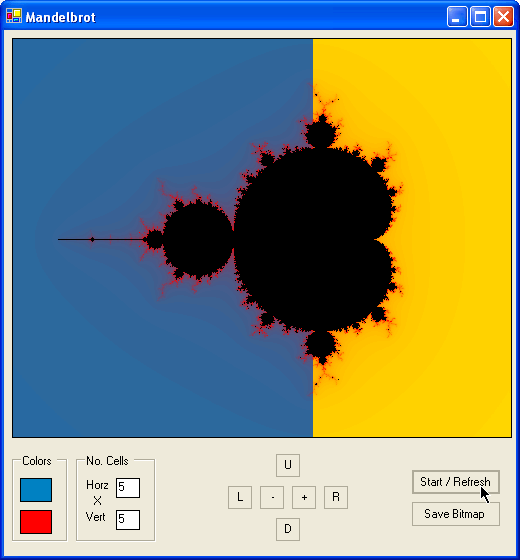 Mandelbrot
Colors
No. Cells
Horz 5
X
Vert 5
U
L - + R
D
Start / Refresh
Save Bitmap